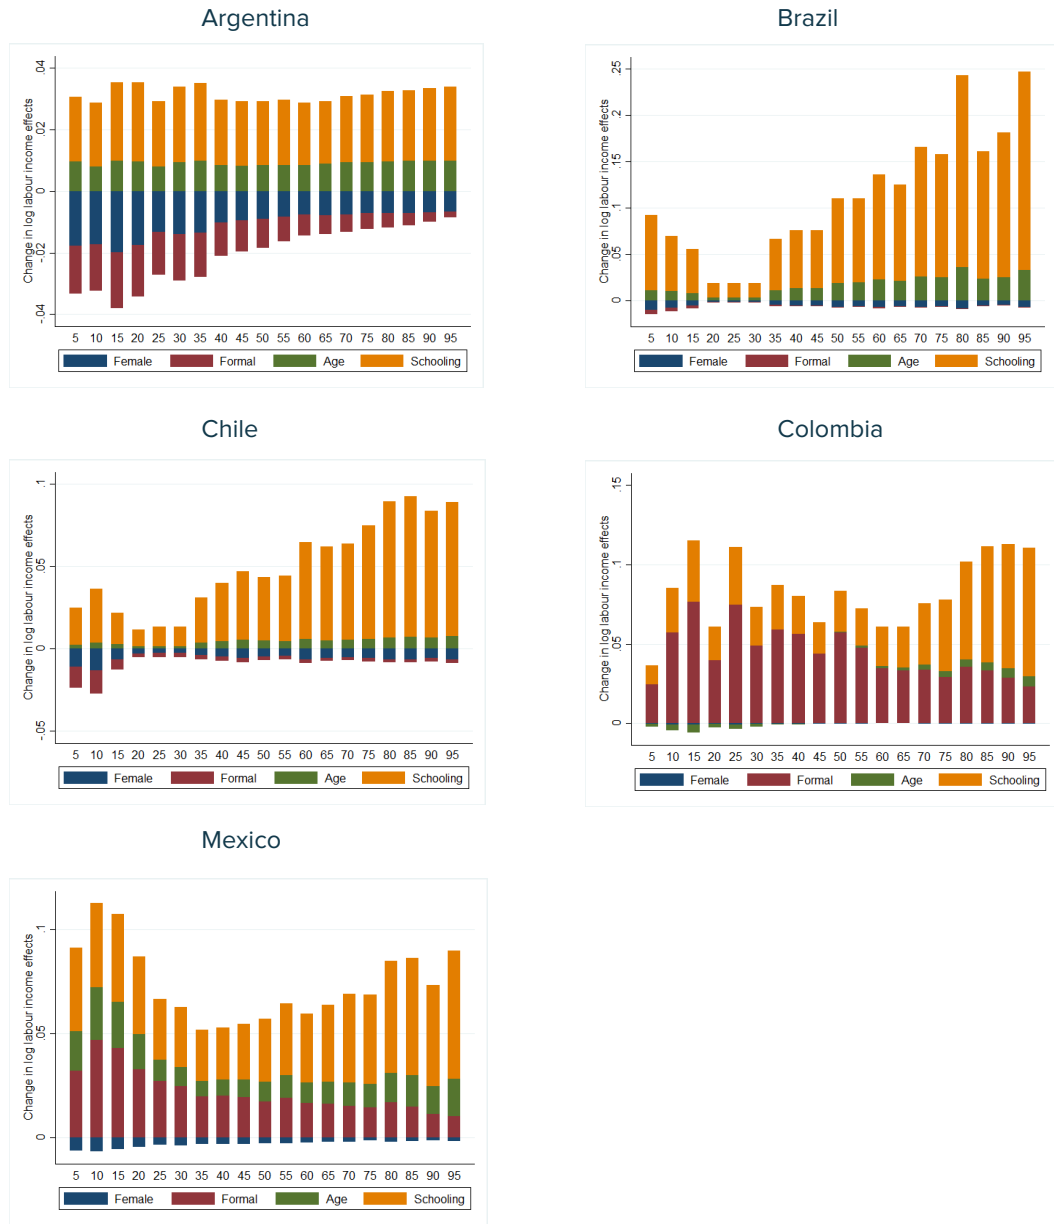 Argentina
Brazil
Change in log labour income effects
.04
.02
0
-.02
-.04
5 10 15 20 25 30 35 40 45 50 55 60 65 70 75 80 85 90 95
Female Formal Age Schooling
Change in log labour income effects
.25
.2
.15
.1
.05
0
5 10 15 20 25 30 35 40 45 50 55 60 65 70 75 80 85 90 95
Female Formal Age Schooling
Chile
Colombia
Change in log labour income effects
.1
.05
0
-.05
5 10 15 20 25 30 35 40 45 50 55 60 65 70 75 80 85 90 95
Female Formal Age Schooling
Change in log labour income effects
.15
.1
.05
0
5 10 15 20 25 30 35 40 45 50 55 60 65 70 75 80 85 90 95
Female Formal Age Schooling
Mexico
Change in log labour income effects
.1
.05
0
5 10 15 20 25 30 35 40 45 50 55 60 65 70 75 80 85 90 95
Female Formal Age Schooling